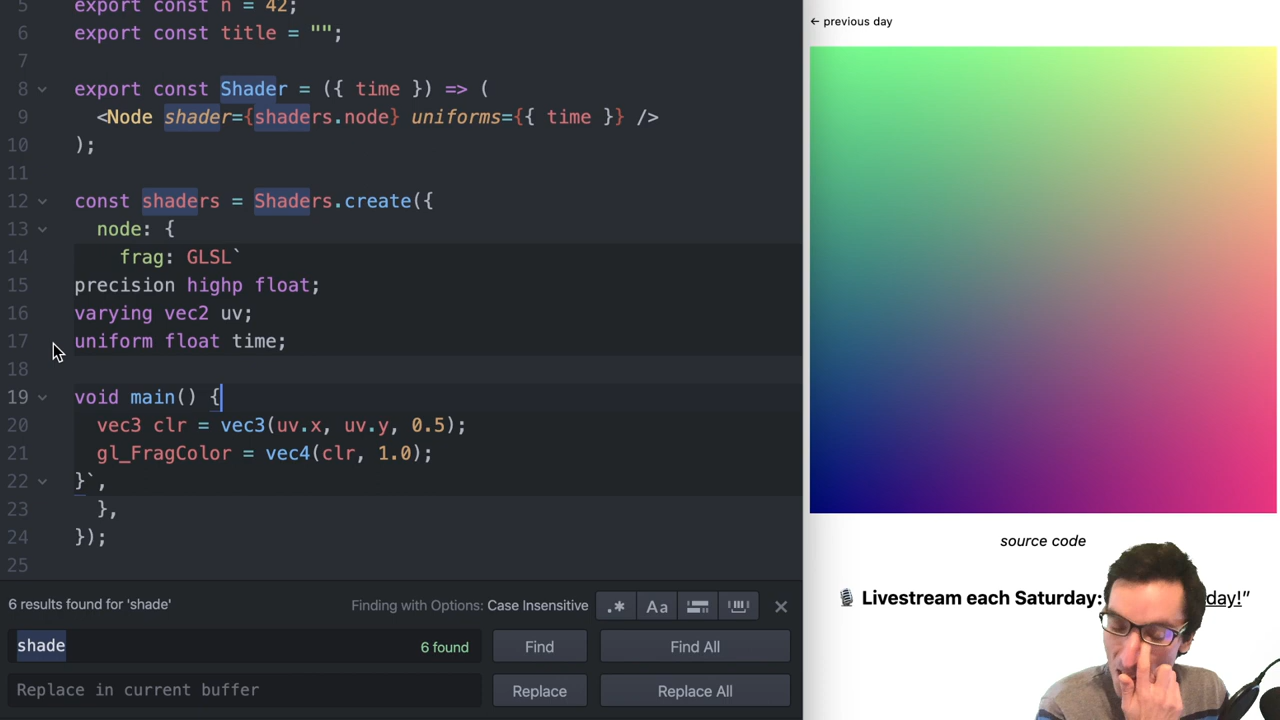 5 export const n = 42;
6 export const title = "";
7
8 export const Shader = ({ time }) => (
9 <Node shader={shaders.node} uniforms={{ time }} />
10 );
11
12 const shaders = Shaders.create({
13 node: {
14 frag: GLSL`
15 precision highp float;
16 varying vec2 uv;
17 uniform float time;
18
19 void main() {
20 vec3 clr = vec3(uv.x, uv.y, 0.5);
21 gl_FragColor = vec4(clr, 1.0);
22 }`,
23 },
24 });
25
6 results found for 'shade'
Finding with Options: Case Insensitive
.* Aa
shade
6 found
Find
Find All
Replace in current buffer
Replace
Replace All
← previous day
source code
🎙 Livestream each Saturday: day!”